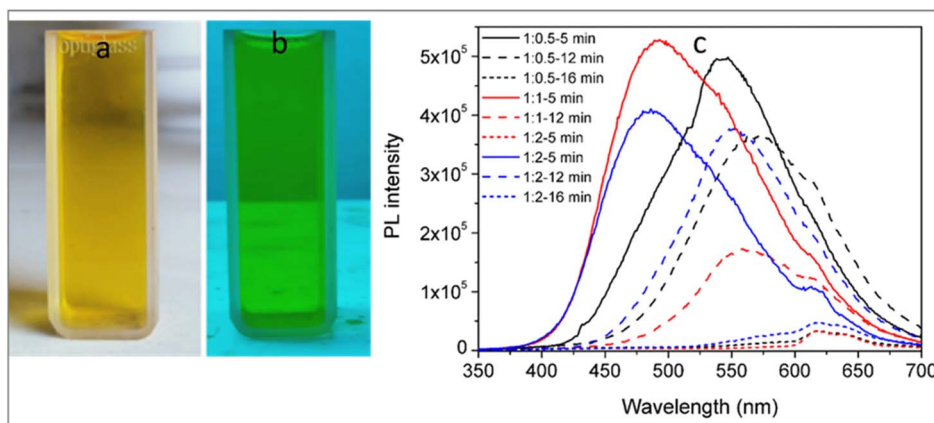 optiglass
a
b
c
PL intensity
5x10⁵
4x10⁵
3x10⁵
2x10⁵
1x10⁵
0
1:0.5-5 min
1:0.5-12 min
1:0.5-16 min
1:1-5 min
1:1-12 min
1:2-5 min
1:2-5 min
1:2-12 min
1:2-16 min
350 400 450 500 550 600 650 700
Wavelength (nm)